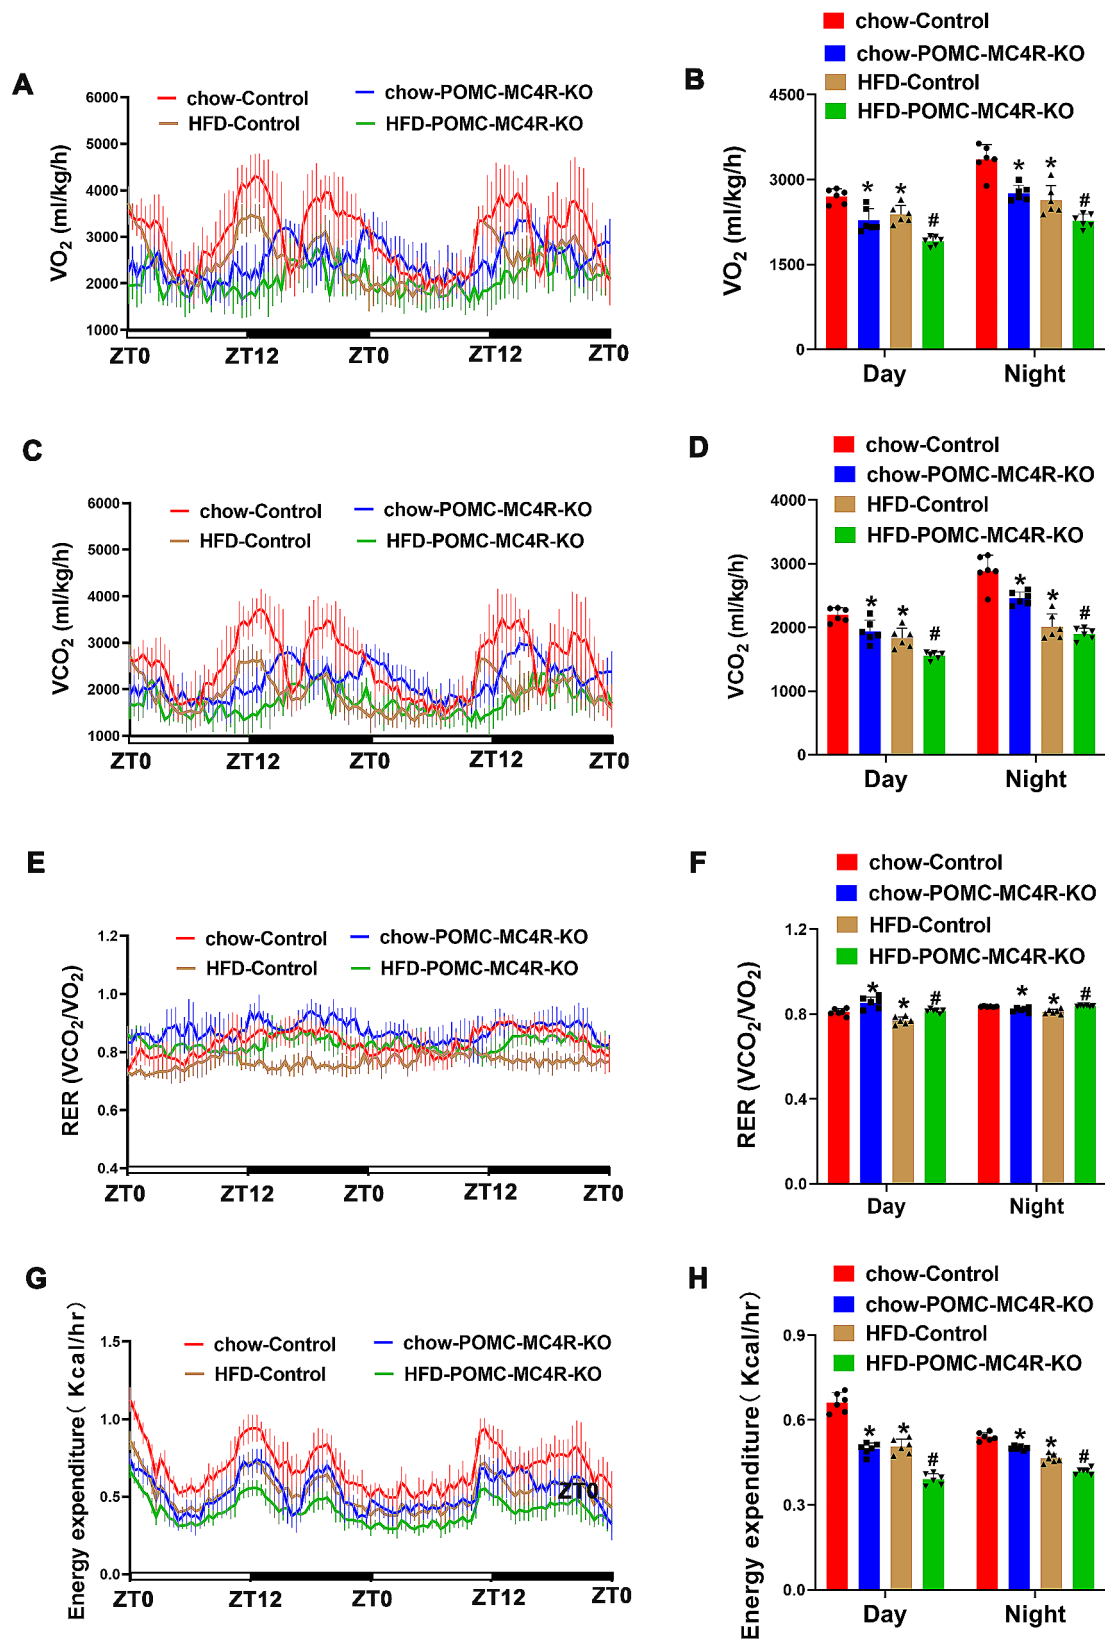 A
chow-Control
chow-POMC-MC4R-KO
HFD-Control
HFD-POMC-MC4R-KO
6000
5000
4000
3000
2000
1000
VO2 (ml/kg/h)
ZT0
ZT12
ZT0
ZT12
ZT0
B
chow-Control
chow-POMC-MC4R-KO
HFD-Control
HFD-POMC-MC4R-KO
4500
3000
1500
0
VO2 (ml/kg/h)
* * #
* * #
Day
Night
C
chow-Control
chow-POMC-MC4R-KO
HFD-Control
HFD-POMC-MC4R-KO
6000
5000
4000
3000
2000
1000
VCO2 (ml/kg/h)
ZT0
ZT12
ZT0
ZT12
ZT0
D
chow-Control
chow-POMC-MC4R-KO
HFD-Control
HFD-POMC-MC4R-KO
4000
3000
2000
1000
0
VCO2 (ml/kg/h)
* * #
* * #
Day
Night
E
chow-Control
chow-POMC-MC4R-KO
HFD-Control
HFD-POMC-MC4R-KO
1.2
1.0
0.8
0.6
0.4
RER (VCO2/VO2)
ZT0
ZT12
ZT0
ZT12
ZT0
F
chow-Control
chow-POMC-MC4R-KO
HFD-Control
HFD-POMC-MC4R-KO
1.2
0.8
0.4
0.0
RER (VCO2/VO2)
* * #
* * #
Day
Night
G
chow-Control
chow-POMC-MC4R-KO
HFD-Control
HFD-POMC-MC4R-KO
1.5
1.0
0.5
0.0
Energy expenditure( Kcal/hr)
ZT0
ZT0
ZT12
ZT0
ZT12
ZT0
H
chow-Control
chow-POMC-MC4R-KO
HFD-Control
HFD-POMC-MC4R-KO
0.9
0.6
0.3
0.0
Energy expenditure( Kcal/hr)
* * #
* * #
Day
Night